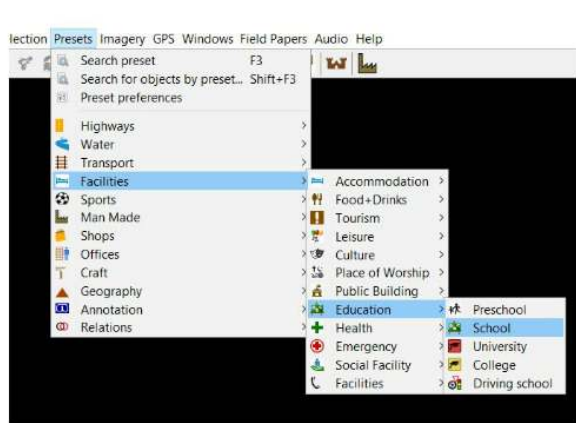 lection Presets Imagery GPS Windows Field Papers Audio Help
Search preset F3
Search for objects by preset... Shift+F3
Preset preferences
Highways
Water
Transport
Facilities
Sports
Man Made
Shops
Offices
Craft
Geography
Annotation
Relations
Accommodation
Food+Drinks
Tourism
Leisure
Culture
Place of Worship
Public Building
Education
Health
Emergency
Social Facility
Facilities
Preschool
School
University
College
Driving school